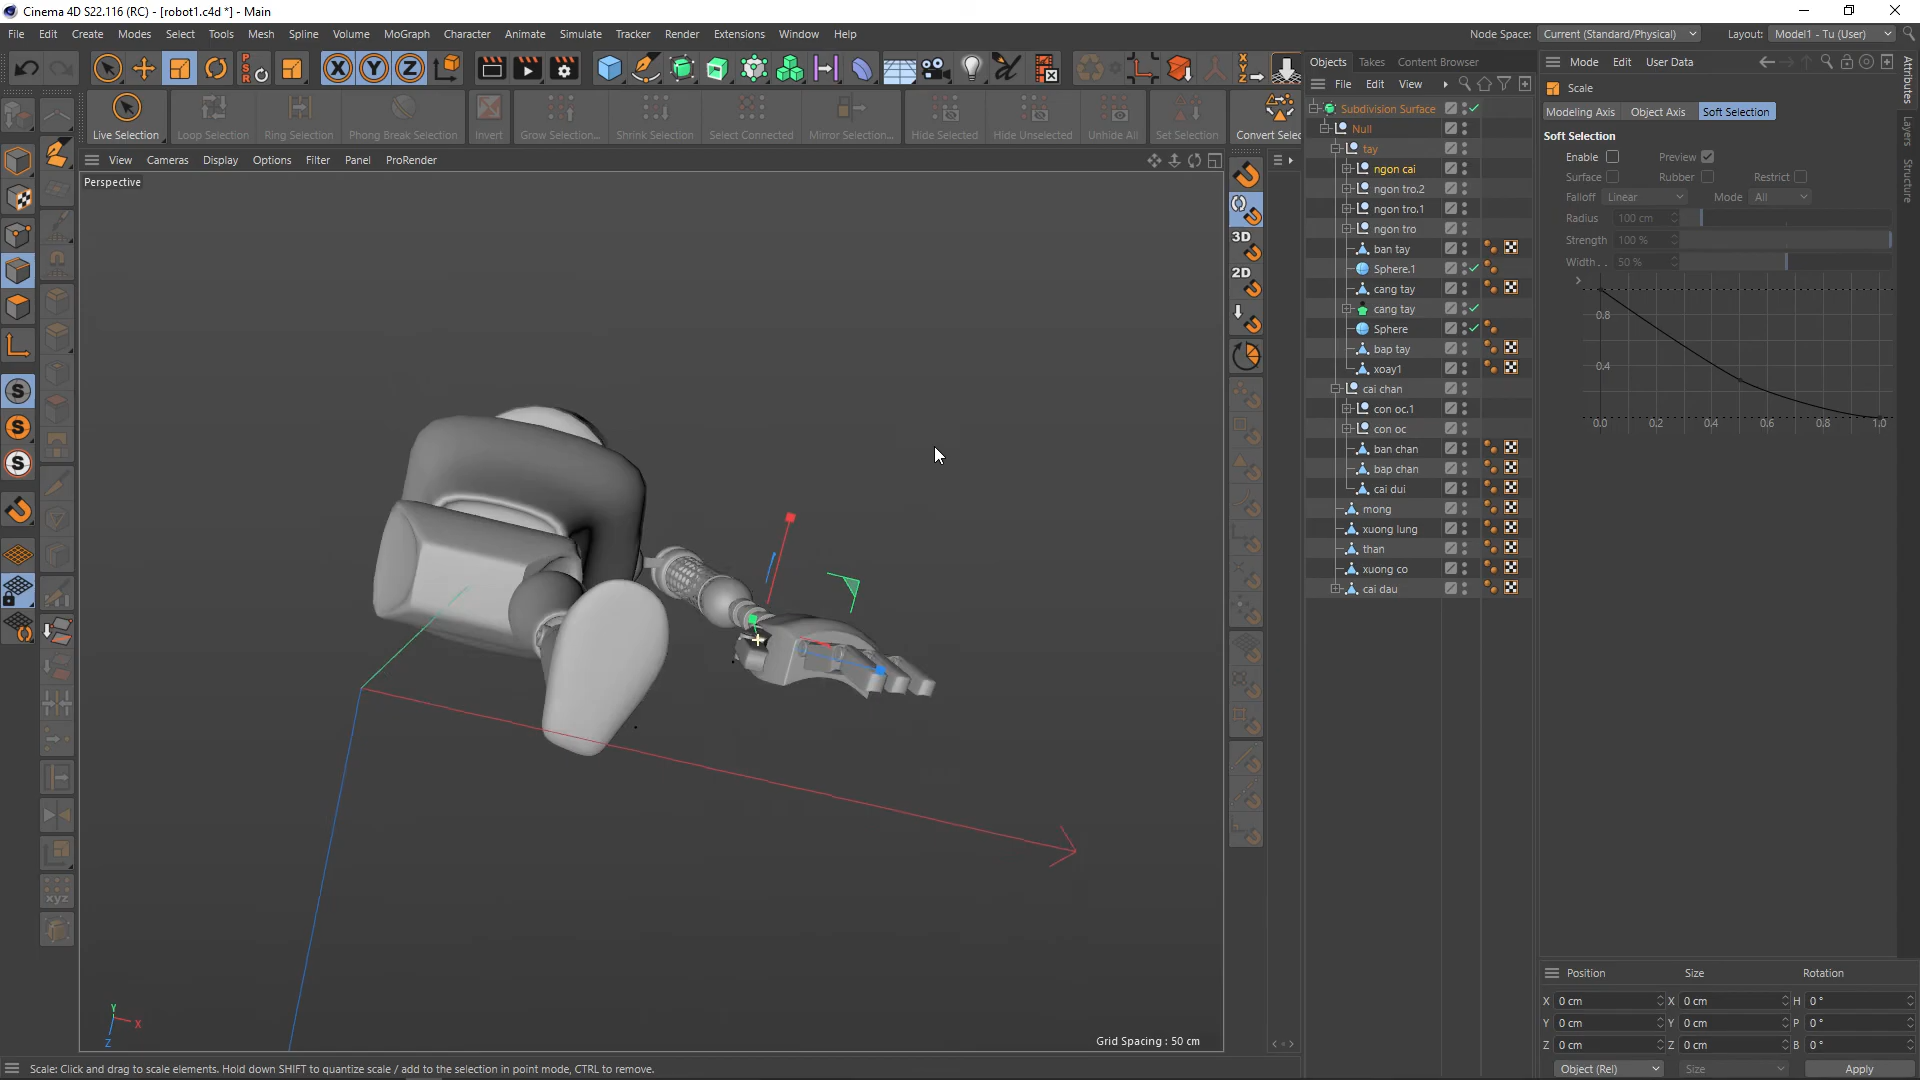 Cinema 4D S22.116 (RC) - [robot1.c4d *] - Main
File Edit Create Modes Select Tools Mesh Spline Volume MoGraph Character Animate Simulate Tracker Render Extensions Window Help
Node Space: Current (Standard/Physical) Layout: Model1 - Tu (User)
X Y Z
PSR
Live Selection Loop Selection Ring Selection Phong Break Selection Invert Grow Selection... Shrink Selection Select Connected Mirror Selection... Hide Selected Hide Unselected Unhide All Set Selection Convert Selec
View Cameras Display Options Filter Panel ProRender
Perspective
3D
2D
S
S
S
xyz
Y
X
Z
Grid Spacing : 50 cm
Objects Takes Content Browser
File Edit View
Subdivision Surface
Null
tay
ngon cai
ngon tro.2
ngon tro.1
ngon tro
ban tay
Sphere.1
cang tay
cang tay
Sphere
bap tay
xoay1
cai chan
con oc.1
con oc
ban chan
bap chan
cai dui
mong
xuong lung
than
xuong co
cai dau
Mode Edit User Data
Scale
Modeling Axis Object Axis Soft Selection
Soft Selection
Enable Preview
Surface Rubber Restrict
Falloff Linear Mode All
Radius 100 cm
Strength 100 %
Width . . 50 %
0.8
0.4
0.0 0.2 0.4 0.6 0.8 1.0
Attributes
Layers
Structure
Position Size Rotation
X 0 cm X 0 cm H 0 °
Y 0 cm Y 0 cm P 0 °
Z 0 cm Z 0 cm B 0 °
Object (Rel) Size Apply
Scale: Click and drag to scale elements. Hold down SHIFT to quantize scale / add to the selection in point mode, CTRL to remove.